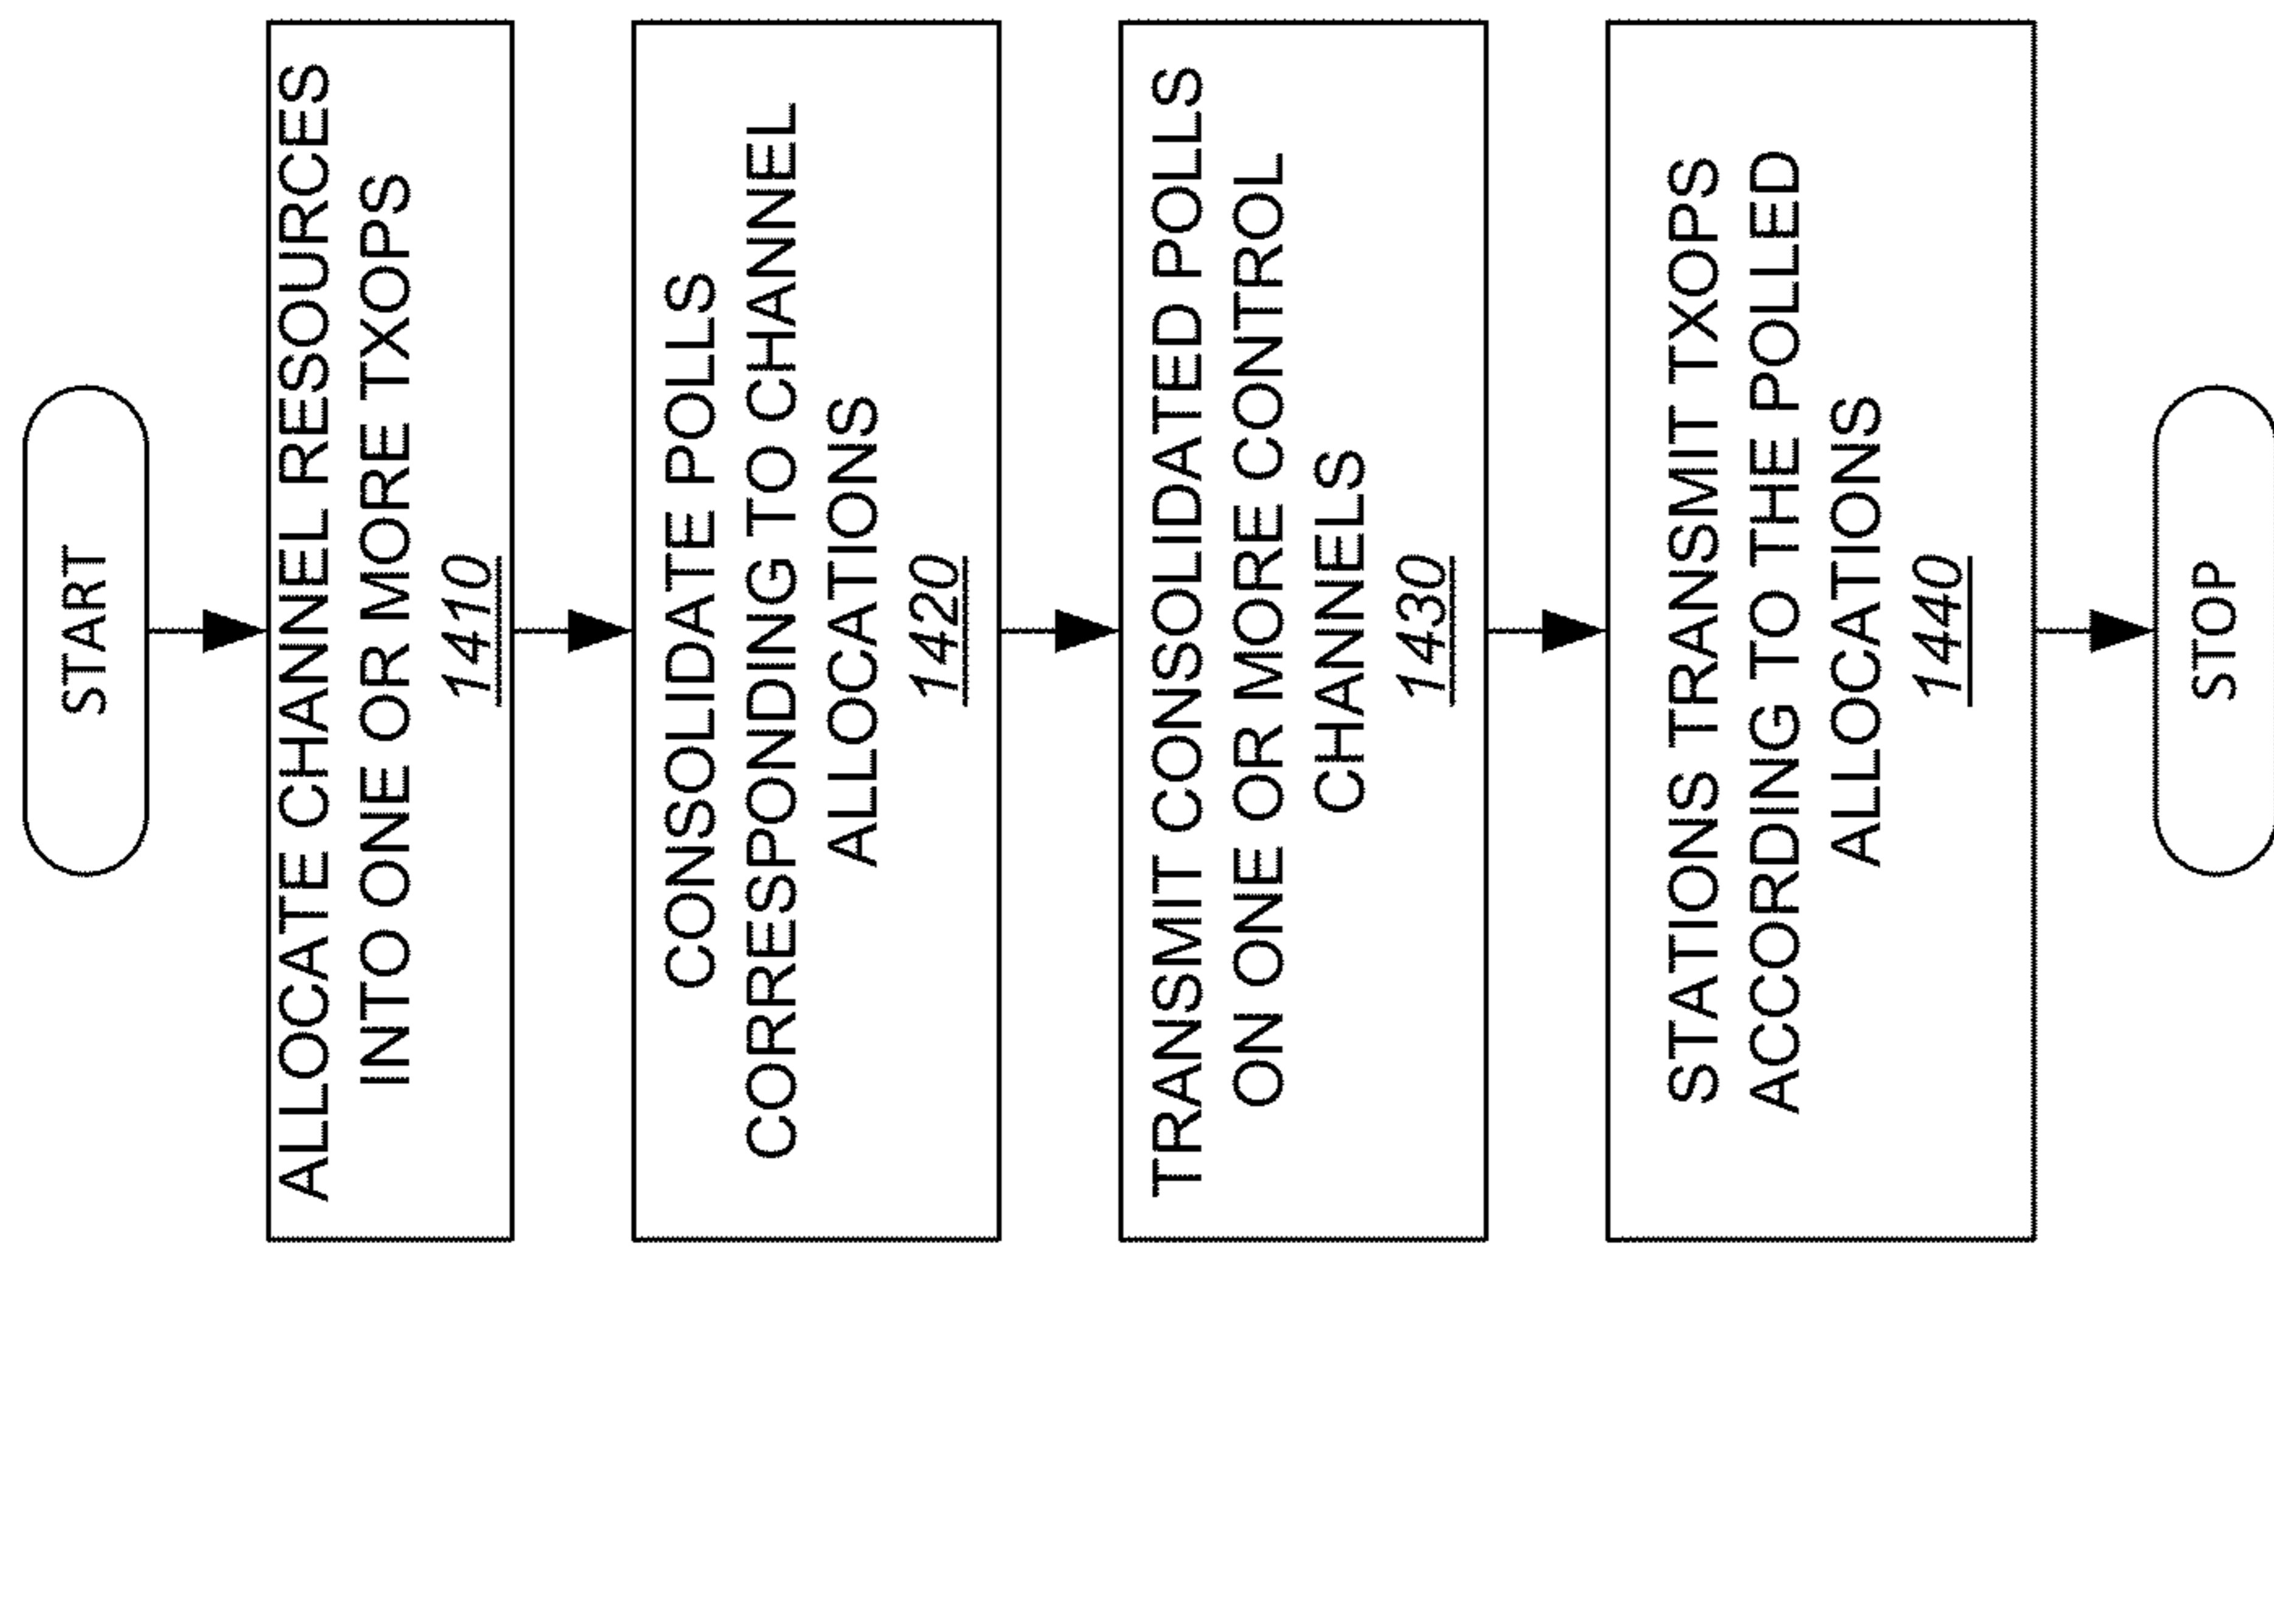 START
ALLOCATE CHANNEL RESOURCES
INTO ONE OR MORE TXOPS
1410
CONSOLIDATE POLLS
CORRESPONDING TO CHANNEL
ALLOCATIONS
1420
TRANSMIT CONSOLIDATED POLLS
ON ONE OR MORE CONTROL
CHANNELS
1430
STATIONS TRANSMIT TXOPS
ACCORDING TO THE POLLED
ALLOCATIONS
1440
STOP